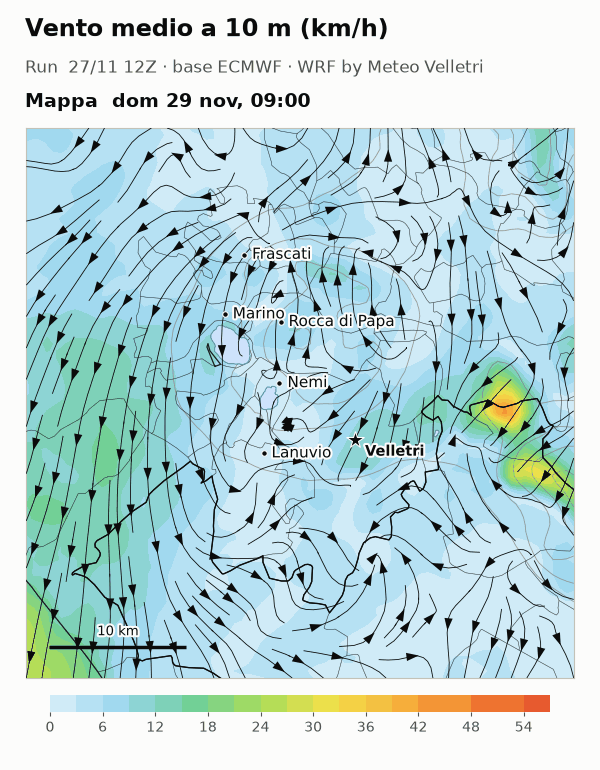 Vento medio a 10 m (km/h)
Run  27/11 12Z · base ECMWF · WRF by Meteo Velletri
Mappa  dom 29 nov, 09:00
Frascati
Marino
Rocca di Papa
Nemi
Velletri
Lanuvio
10 km
0 6 12 18 24 30 36 42 48 54